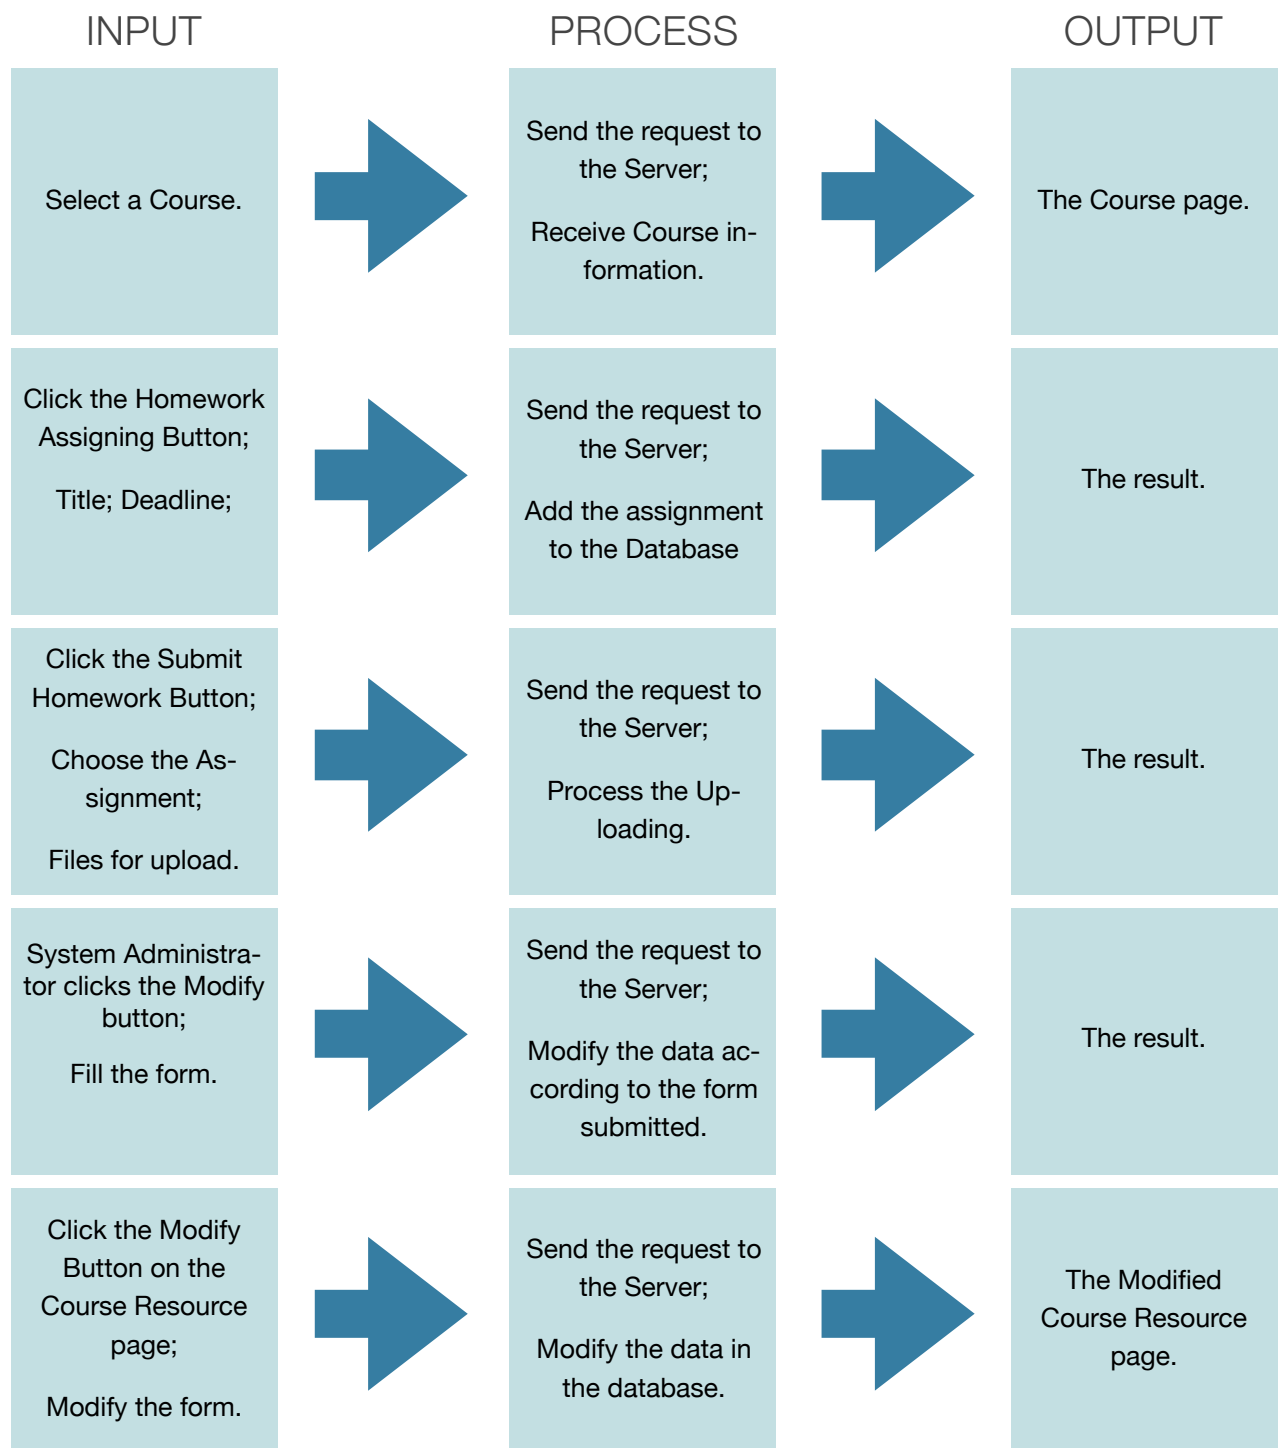 INPUT
PROCESS
OUTPUT
Select a Course.
Send the request to
the Server;
Receive Course in-
formation.
The Course page.
Click the Homework
Assigning Button;
Title; Deadline;
Send the request to
the Server;
Add the assignment
to the Database
The result.
Click the Submit
Homework Button;
Choose the As-
signment;
Files for upload.
Send the request to
the Server;
Process the Up-
loading.
The result.
System Administra-
tor clicks the Modify
button;
Fill the form.
Send the request to
the Server;
Modify the data ac-
cording to the form
submitted.
The result.
Click the Modify
Button on the
Course Resource
page;
Modify the form.
Send the request to
the Server;
Modify the data in
the database.
The Modified
Course Resource
page.